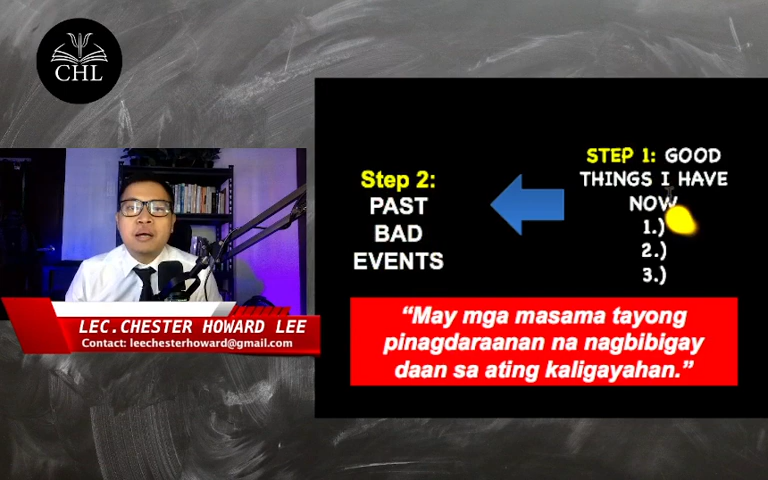 CHL
LEC.CHESTER HOWARD LEE
Contact: leechesterhoward@gmail.com
Step 2:
PAST
BAD
EVENTS
STEP 1: GOOD
THINGS I HAVE
NOW
1.)
2.)
3.)
“May mga masama tayong
pinagdaraanan na nagbibigay
daan sa ating kaligayahan.”